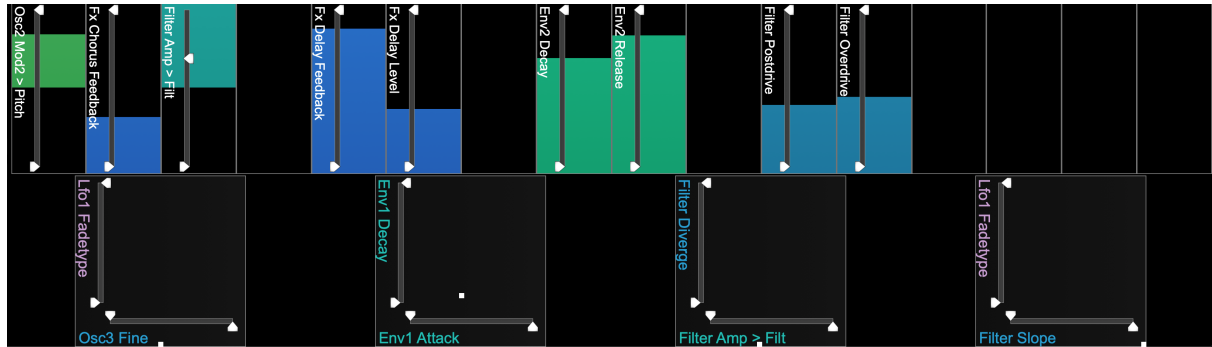 Osc2 Mod2 > Pitch
Fx Chorus Feedback
Filter Amp > Filt
Fx Delay Feedback
Fx Delay Level
Env2 Decay
Env2 Release
Filter Postdrive
Filter Overdrive
Lfo1 Fadetype
Osc3 Fine
Env1 Decay
Env1 Attack
Filter Diverge
Filter Amp > Filt
Lfo1 Fadetype
Filter Slope